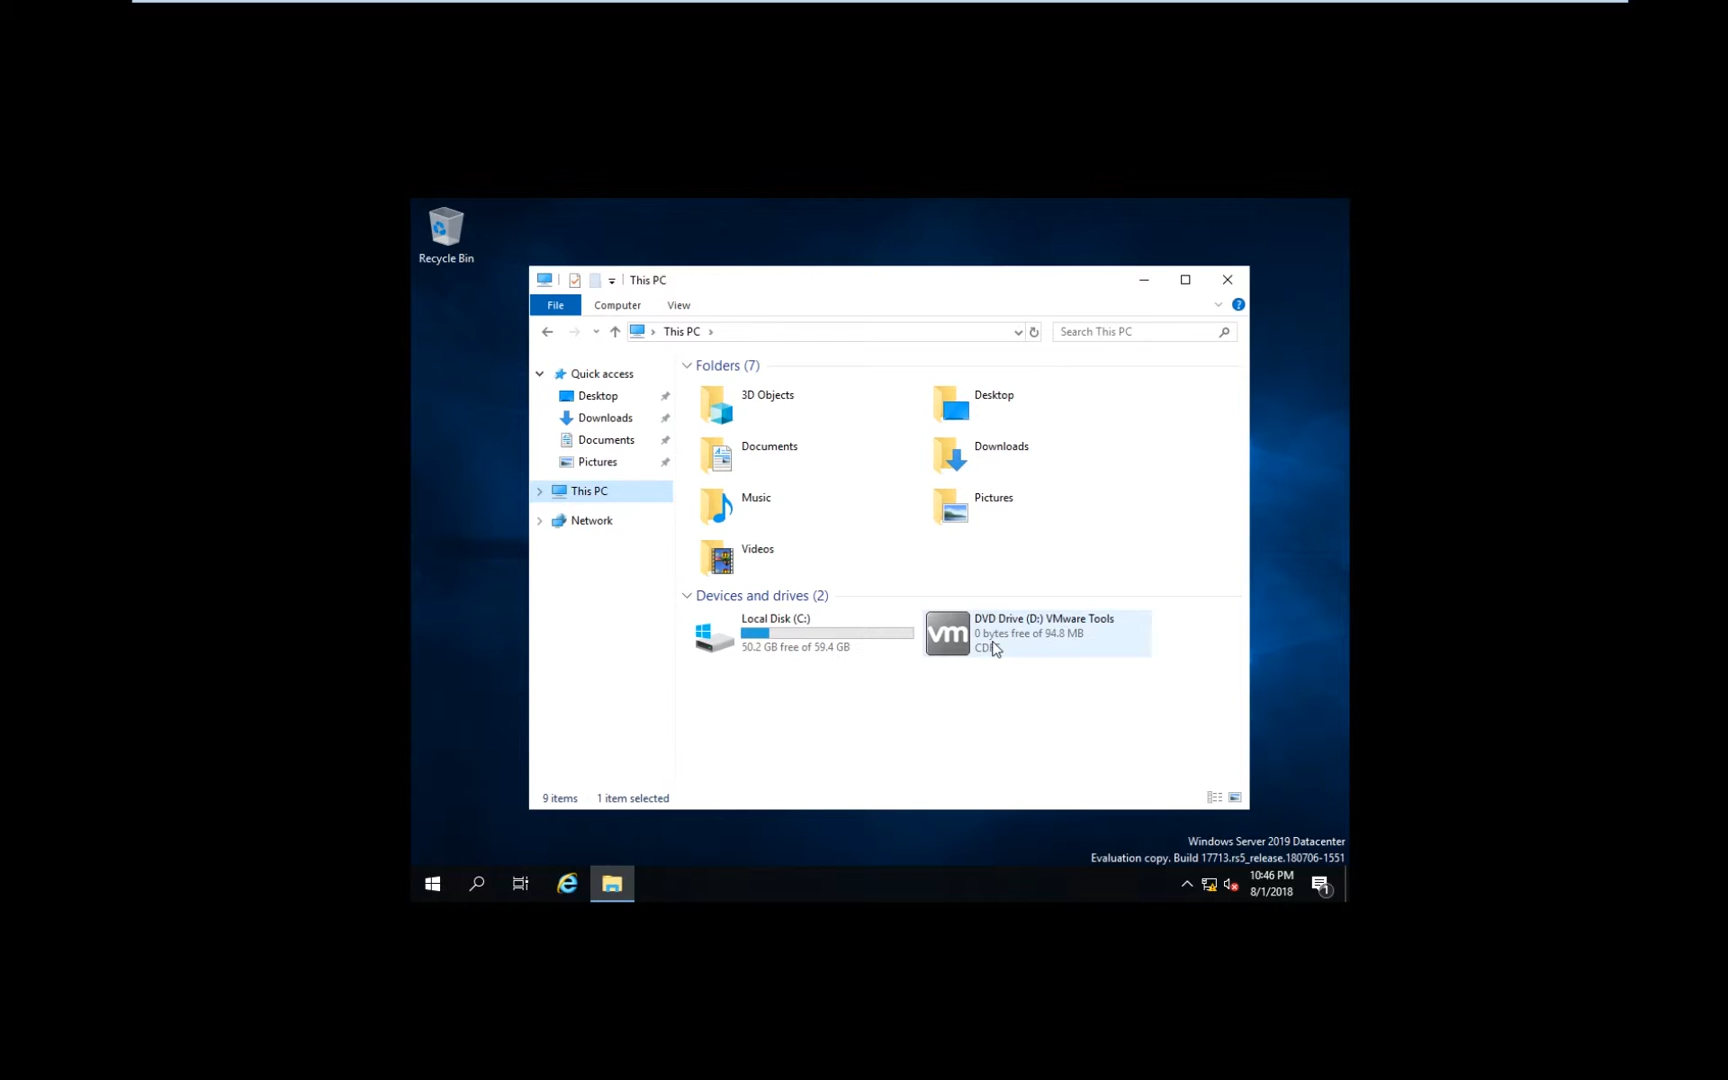 Recycle Bin
This PC
File Computer View
This PC
Search This PC
Quick access
Desktop
Downloads
Documents
Pictures
This PC
Network
Folders (7)
3D Objects
Desktop
Documents
Downloads
Music
Pictures
Videos
Devices and drives (2)
Local Disk (C:)
50.2 GB free of 59.4 GB
vm
DVD Drive (D:) VMware Tools
0 bytes free of 94.8 MB
9 items 1 item selected
Windows Server 2019 Datacenter
Evaluation copy. Build 17713.rs5_release.180706-1551
10:46 PM
8/1/2018
1